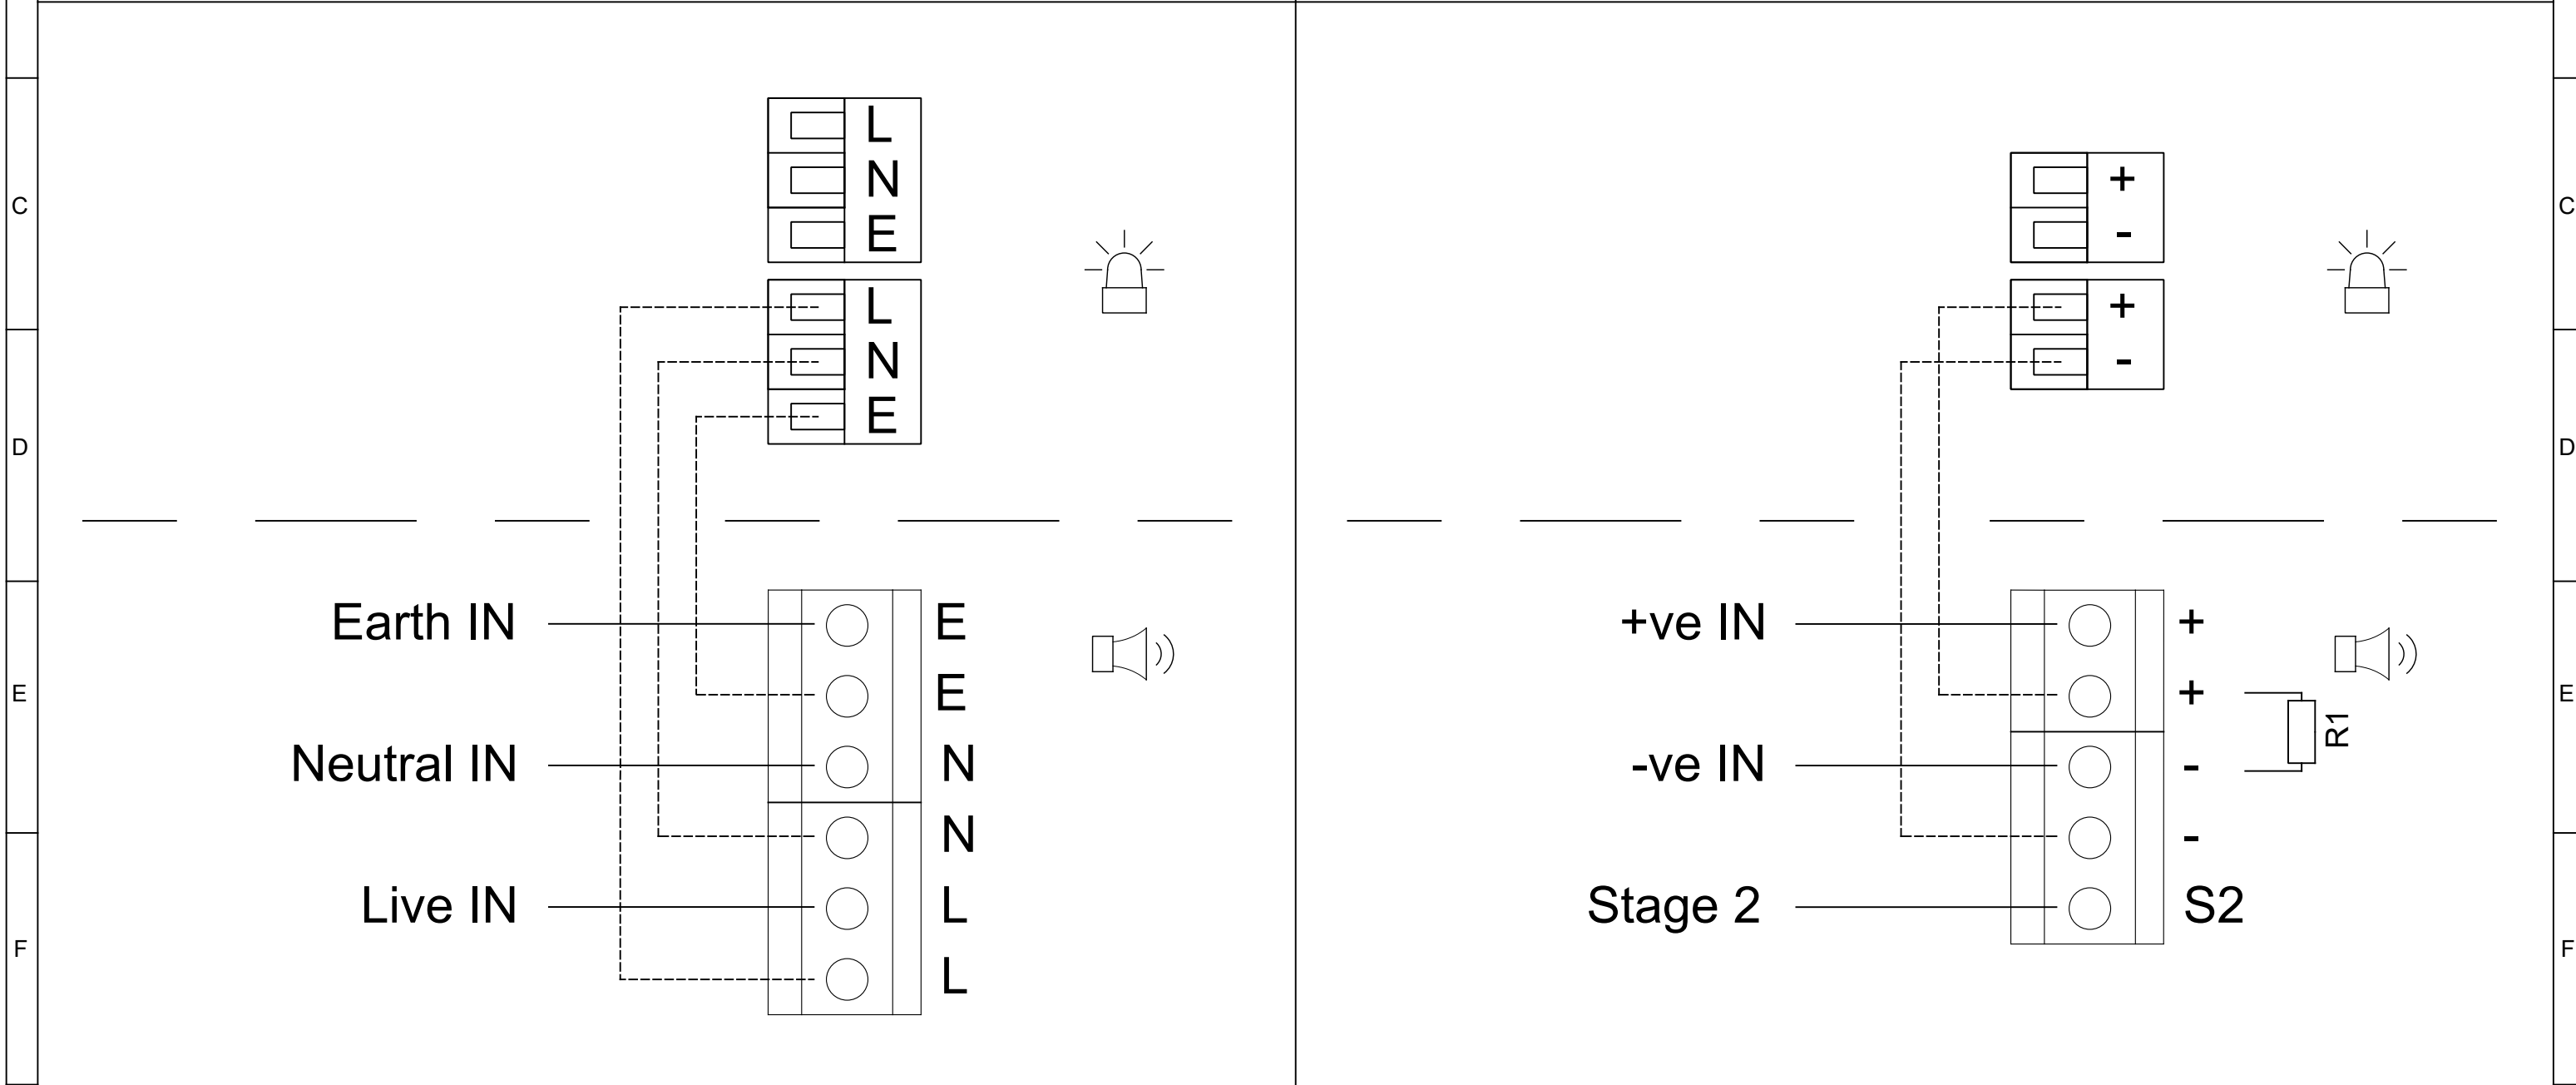 C
D
E
F
L
N
E
L
N
E
Earth IN
E
E
Neutral IN
N
N
Live IN
L
L
+
-
+
-
+ve IN
+
+
R1
-ve IN
-
-
Stage 2
S2
C
D
E
F